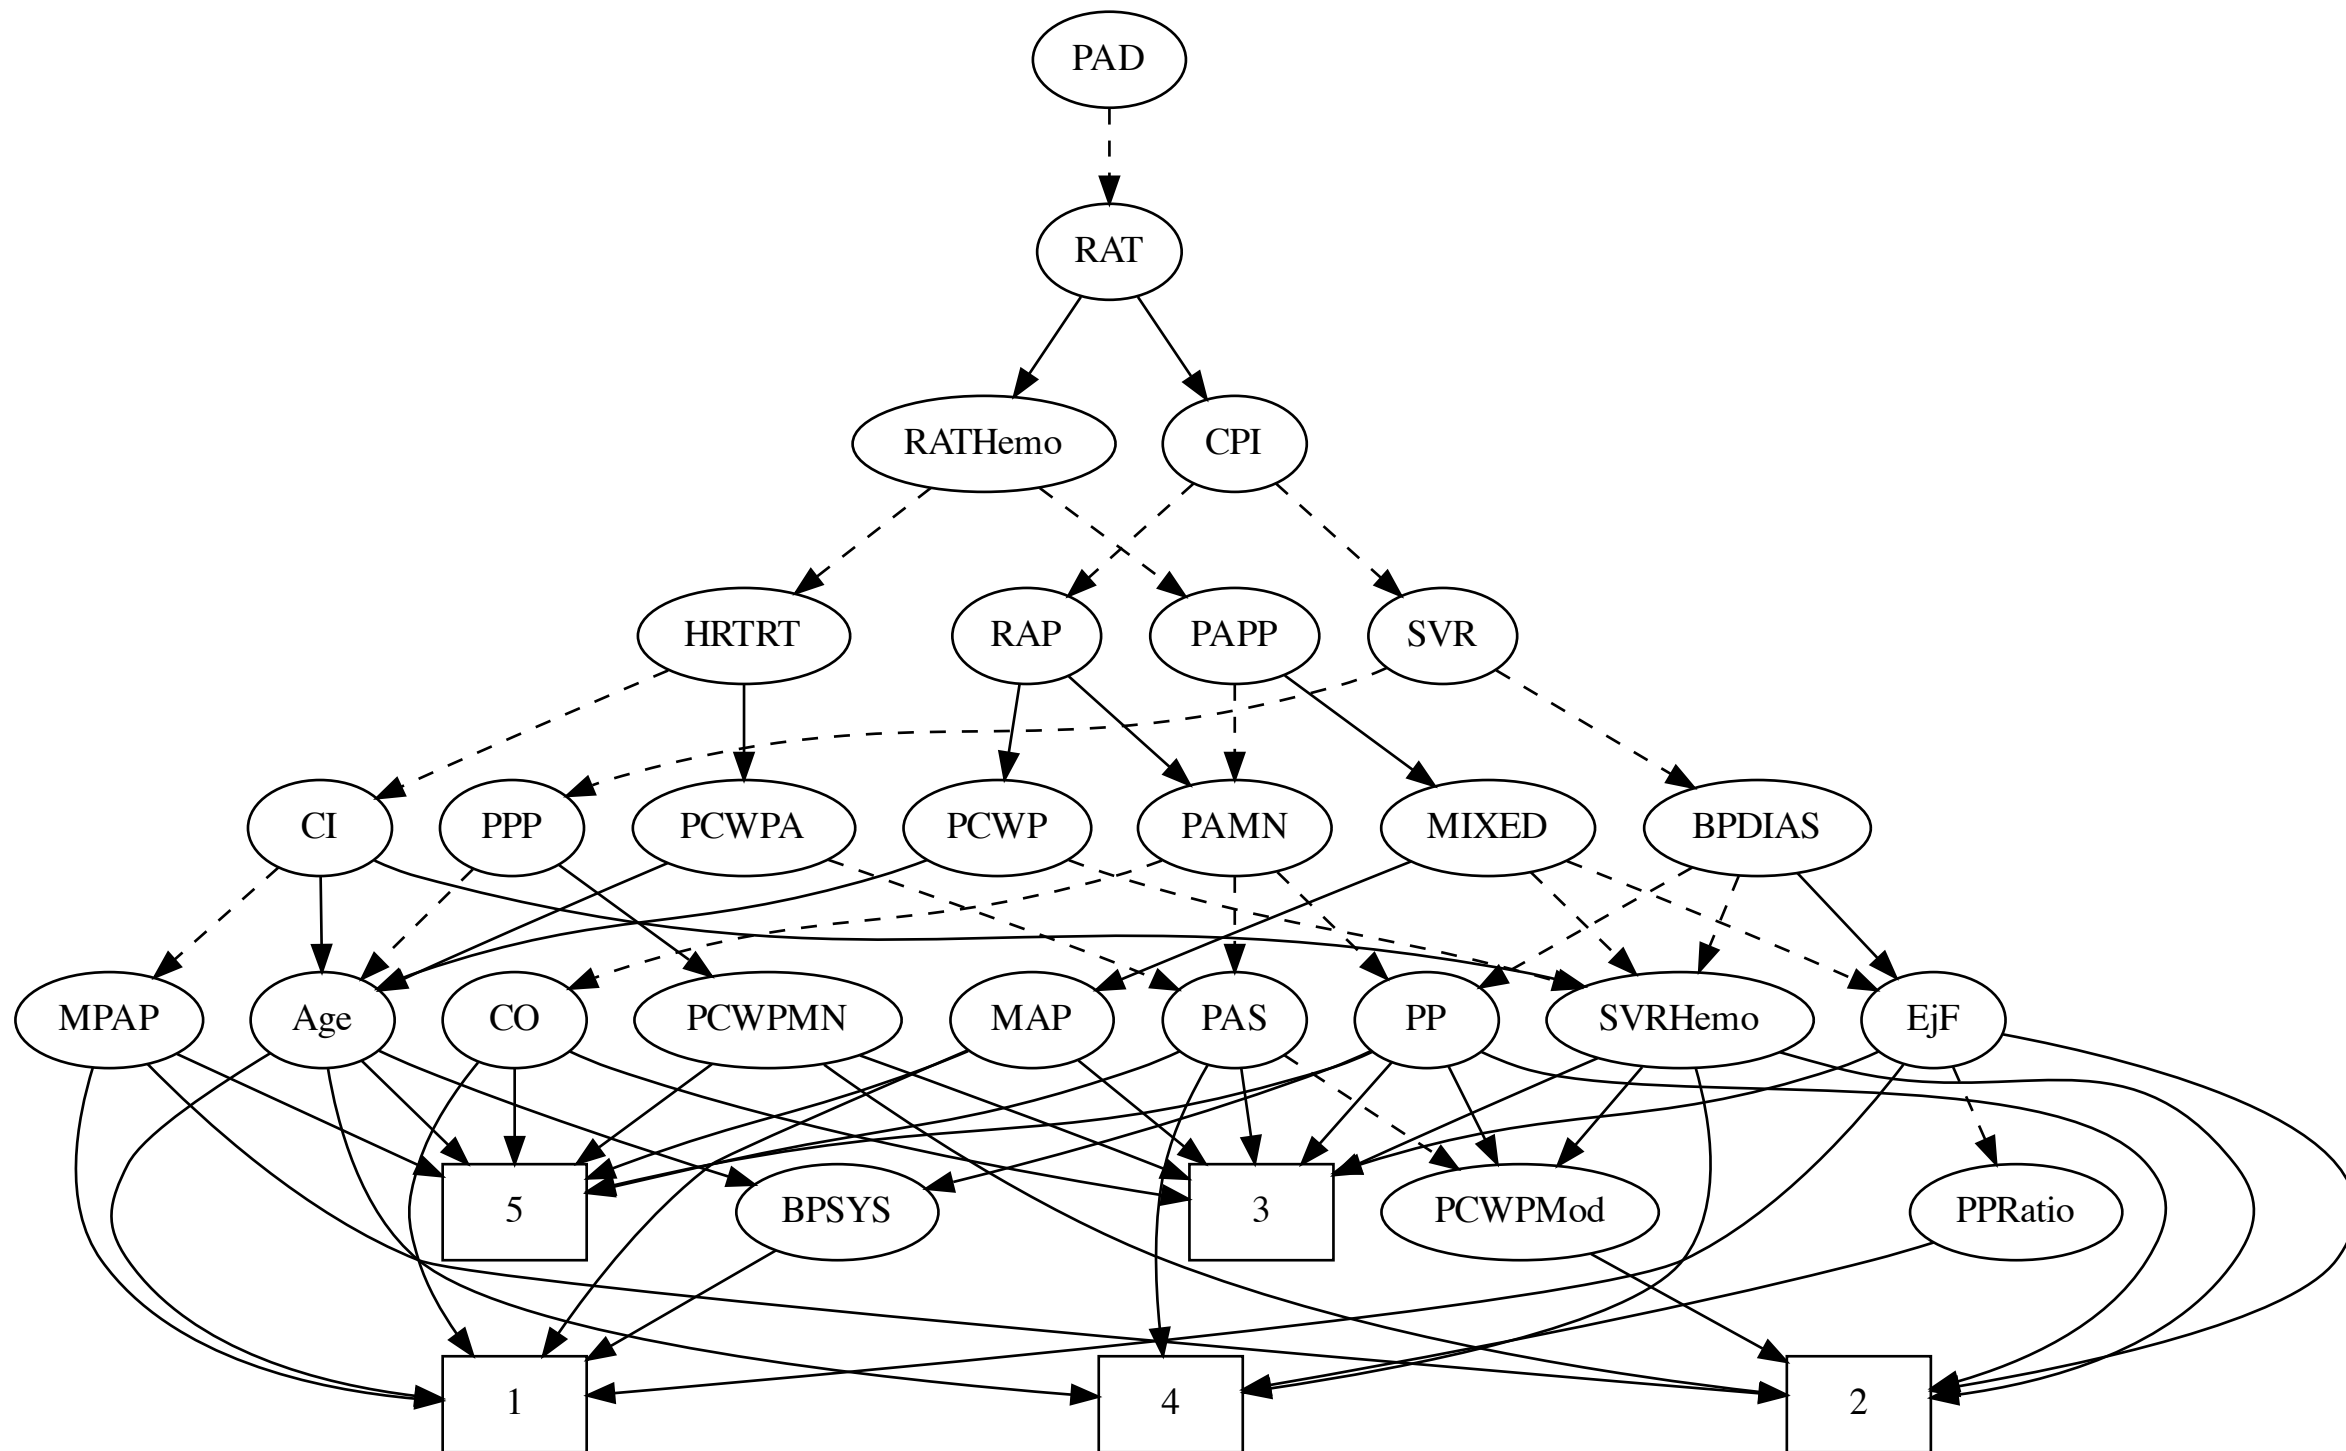 PAD
RAT
RATHemo
CPI
HRTRT
RAP
PAPP
SVR
CI
PPP
PCWPA
PCWP
PAMN
MIXED
BPDIAS
MPAP
Age
CO
PCWPMN
MAP
PAS
PP
SVRHemo
EjF
5
BPSYS
3
PCWPMod
PPRatio
1
4
2